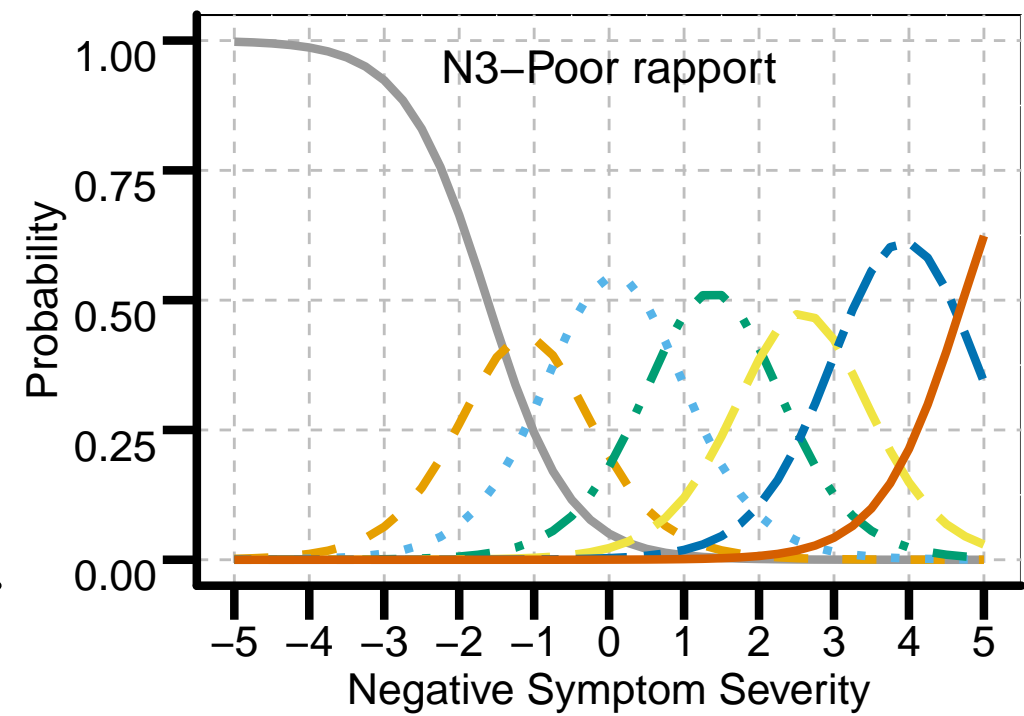 N3–Poor rapport
1.00
0.75
0.50
0.25
0.00
Probability
–5 –4 –3 –2 –1 0 1 2 3 4 5
Negative Symptom Severity